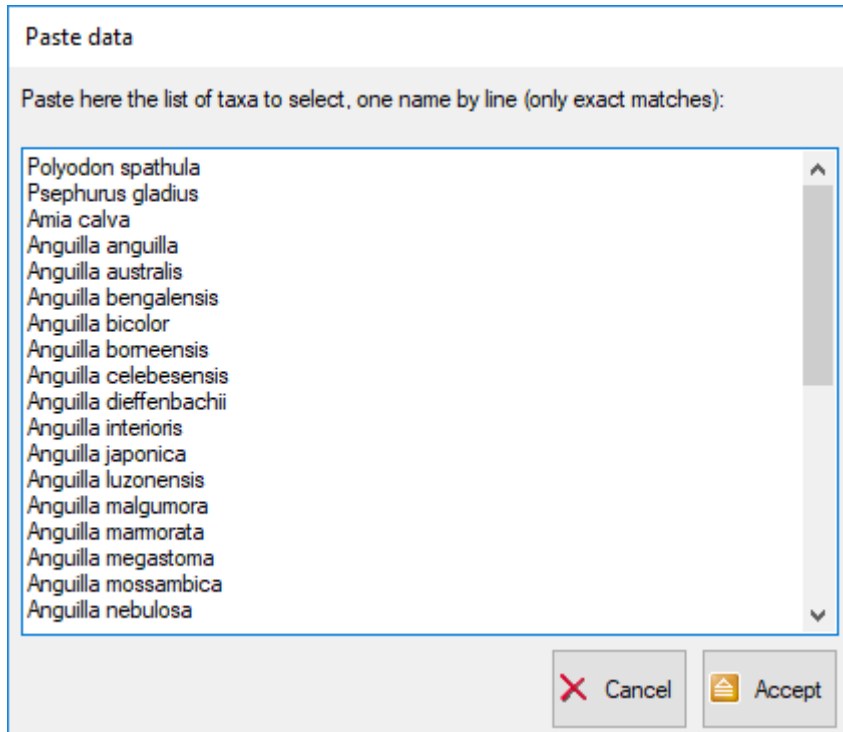 Paste data
Paste here the list of taxa to select, one name by line (only exact matches):
Polyodon spathula
Psephurus gladius
Amia calva
Anguilla anguilla
Anguilla australis
Anguilla bengalensis
Anguilla bicolor
Anguilla borneensis
Anguilla celebesensis
Anguilla dieffenbachii
Anguilla interioris
Anguilla japonica
Anguilla luzonensis
Anguilla malgumora
Anguilla marmorata
Anguilla megastoma
Anguilla mossambica
Anguilla nebulosa
Cancel
Accept